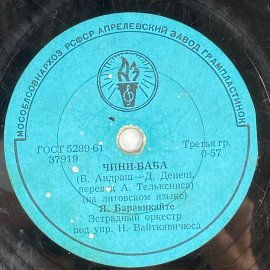 МОСОБЛСОВНАРХОЗ РСФСР АПРЕЛЕВСКИЙ ЗАВОД ГРАМПЛАСТИНОК
ГОСТ 5289-61
37919
Третья гр.
0-57
ЧИНИ-БАБА
(Б. Андраш—Д. Денеш,
перевод А. Телькениса)
(на литовском языке)
Я. Баравикайте
Эстрадный оркестр
под упр. Н. Вайткявичюса